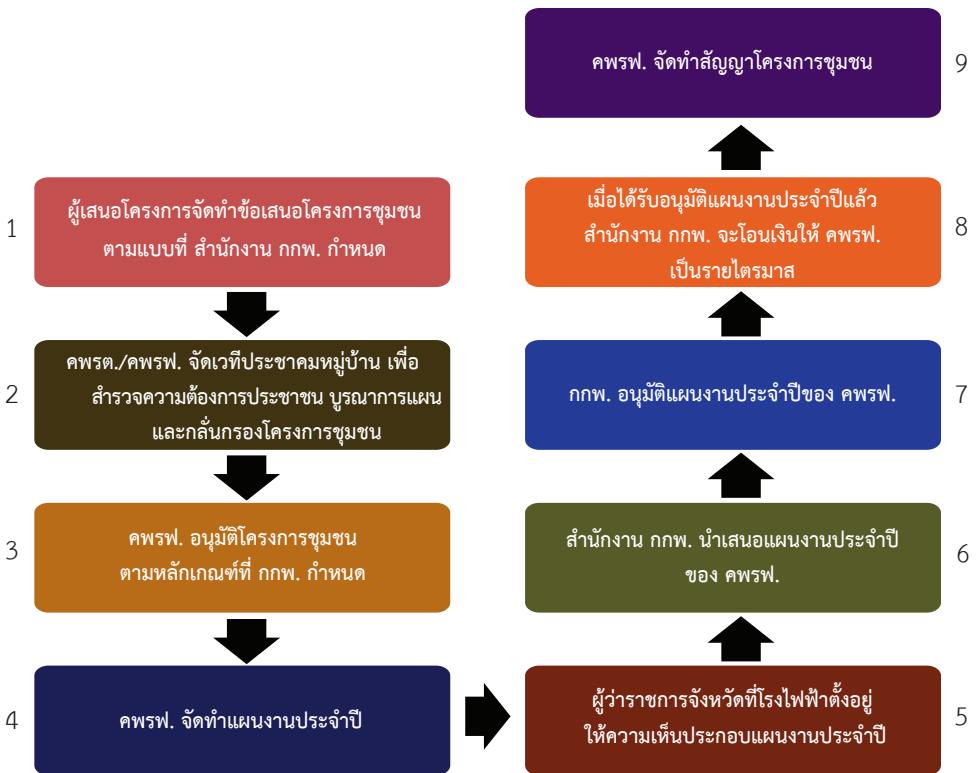 1
ผู้เสนอโครงการจัดทำข้อเสนอโครงการชุมชน
ตามแบบที่ สำนักงาน กกพ. กำหนด
2
คพรต./คพรฟ. จัดเวทีประชาคมหมู่บ้าน เพื่อ
สำรวจความต้องการประชาชน บูรณาการแผน
และกลั่นกรองโครงการชุมชน
3
คพรฟ. อนุมัติโครงการชุมชน
ตามหลักเกณฑ์ที่ กกพ. กำหนด
4
คพรฟ. จัดทำแผนงานประจำปี
5
ผู้ว่าราชการจังหวัดที่โรงไฟฟ้าตั้งอยู่
ให้ความเห็นประกอบแผนงานประจำปี
6
สำนักงาน กกพ. นำเสนอแผนงานประจำปี
ของ คพรฟ.
7
กกพ. อนุมัติแผนงานประจำปีของ คพรฟ.
8
เมื่อได้รับอนุมัติแผนงานประจำปีแล้ว
สำนักงาน กกพ. จะโอนเงินให้ คพรฟ.
เป็นรายไตรมาส
9
คพรฟ. จัดทำสัญญาโครงการชุมชน